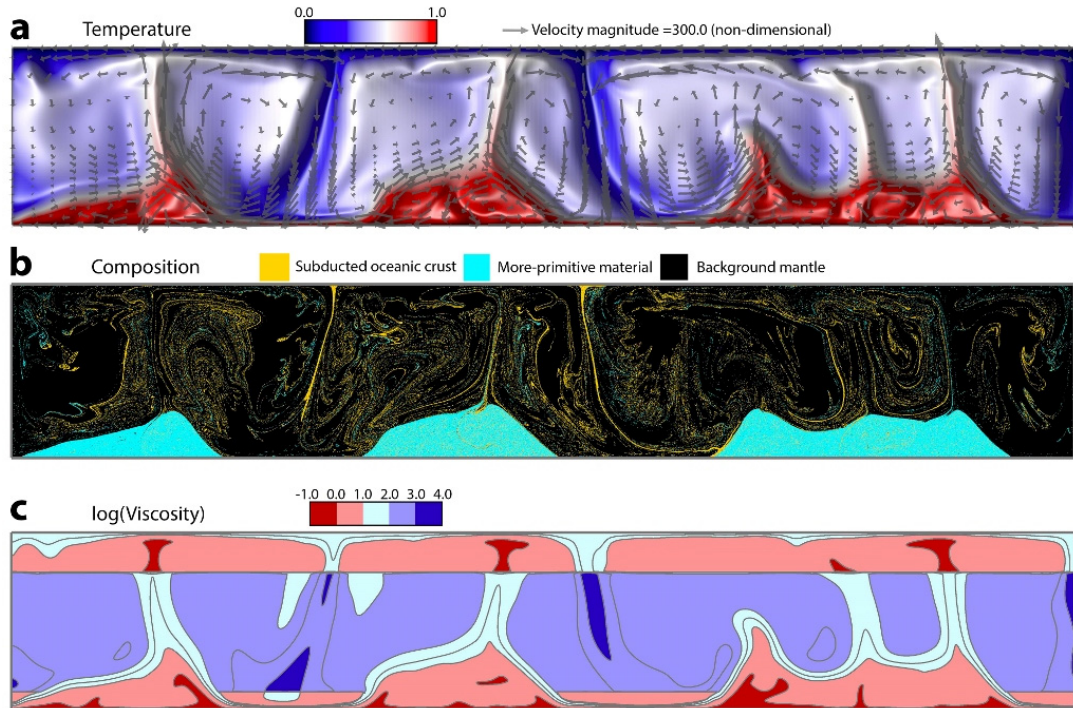 a
Temperature
0.0 1.0
Velocity magnitude =300.0 (non-dimensional)
b
Composition
Subducted oceanic crust
More-primitive material
Background mantle
c
log(Viscosity)
-1.0 0.0 1.0 2.0 3.0 4.0